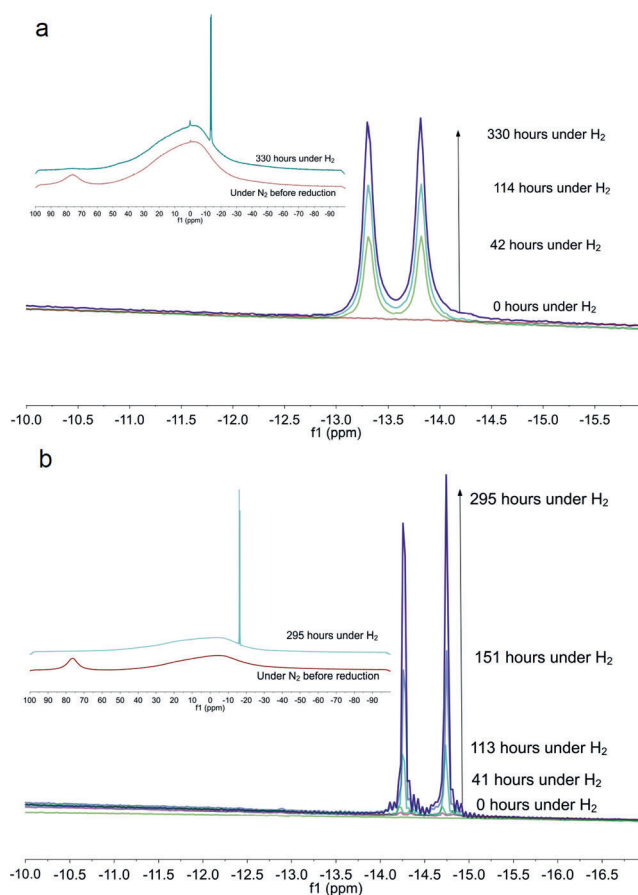 a
330 hours under H₂
Under N₂ before reduction
100 90 80 70 60 50 40 30 20 10 0 -10 -20 -30 -40 -50 -60 -70 -80 -90
f1 (ppm)
330 hours under H₂
114 hours under H₂
42 hours under H₂
0 hours under H₂
-10.0 -10.5 -11.0 -11.5 -12.0 -12.5 -13.0 -13.5 -14.0 -14.5 -15.0 -15.5
f1 (ppm)
b
295 hours under H₂
Under N₂ before reduction
100 90 80 70 60 50 40 30 20 10 0 -10 -20 -30 -40 -50 -60 -70 -80 -90
f1 (ppm)
295 hours under H₂
151 hours under H₂
113 hours under H₂
41 hours under H₂
0 hours under H₂
-10.0 -10.5 -11.0 -11.5 -12.0 -12.5 -13.0 -13.5 -14.0 -14.5 -15.0 -15.5 -16.0 -16.5
f1 (ppm)